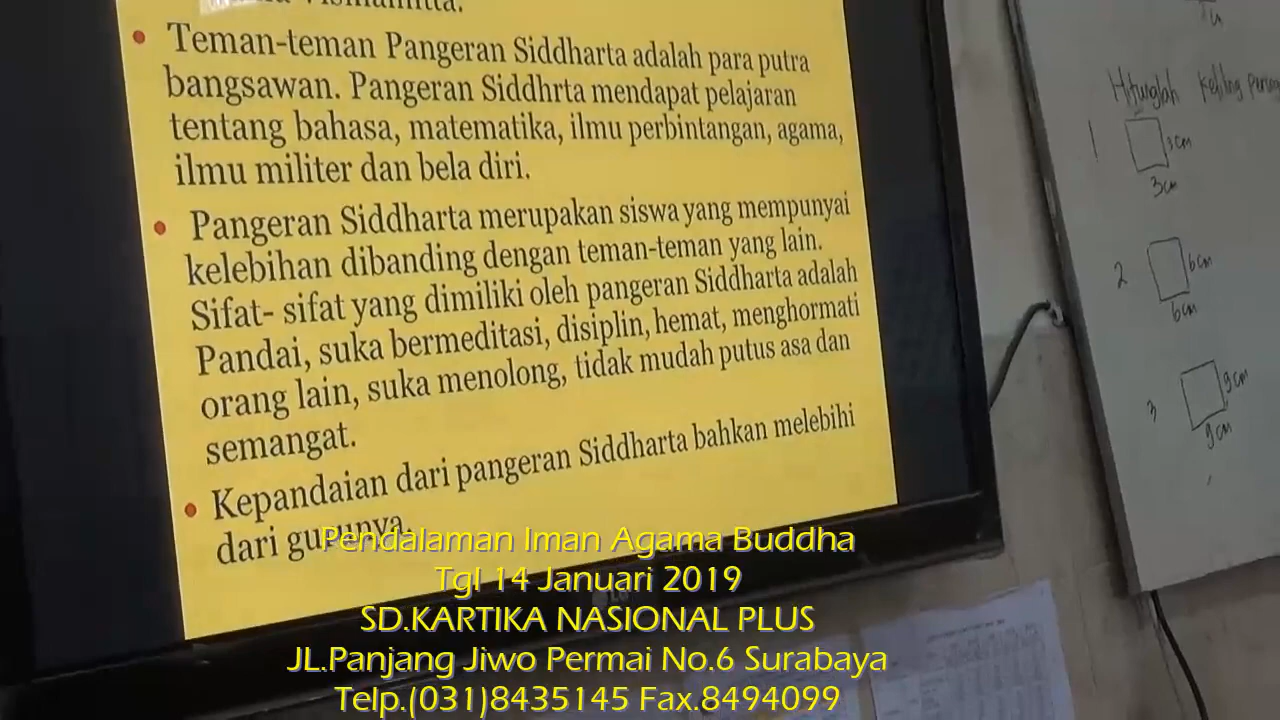 • Teman-teman Pangeran Siddharta adalah para putra
bangsawan. Pangeran Siddhrta mendapat pelajaran
tentang bahasa, matematika, ilmu perbintangan, agama,
ilmu militer dan bela diri.
• Pangeran Siddharta merupakan siswa yang mempunyai
kelebihan dibanding dengan teman-teman yang lain.
Sifat- sifat yang dimiliki oleh pangeran Siddharta adalah
Pandai, suka bermeditasi, disiplin, hemat, menghormati
orang lain, suka menolong, tidak mudah putus asa dan
semangat.
• Kepandaian dari pangeran Siddharta bahkan melebihi
dari gurunya.
Pendalaman Iman Agama Buddha
Tgl 14 Januari 2019
SD.KARTIKA NASIONAL PLUS
JL.Panjang Jiwo Permai No.6 Surabaya
Telp.(031)8435145 Fax.8494099
Hitunglah Keliling
1
3cm
3cm
2
6cm
6cm
3
9cm
9cm